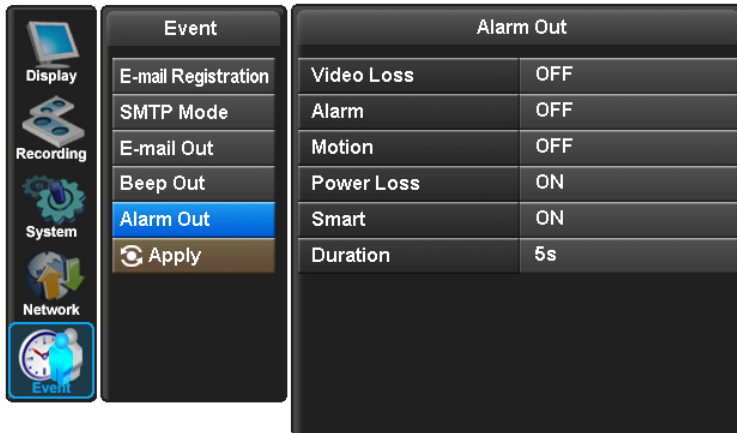 Display
Recording
System
Network
Event
Event
E-mail Registration
SMTP Mode
E-mail Out
Beep Out
Alarm Out
Apply
Alarm Out
Video Loss OFF
Alarm OFF
Motion OFF
Power Loss ON
Smart ON
Duration 5s